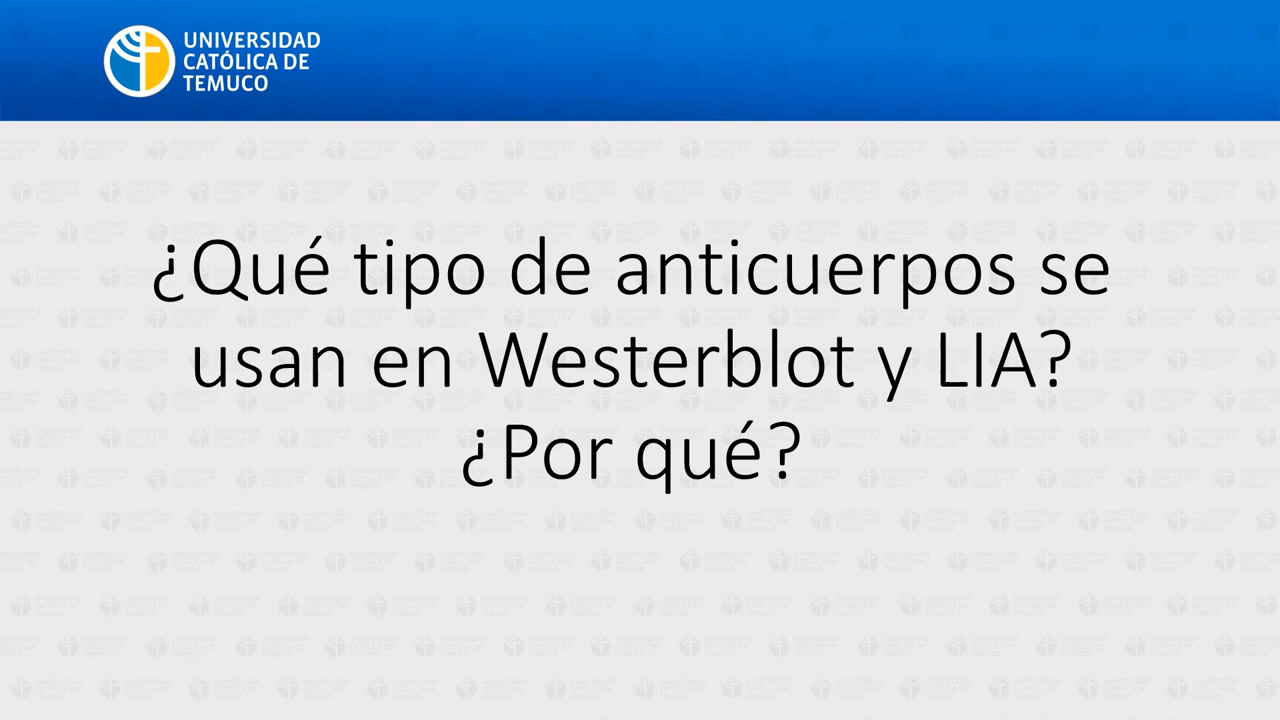 UNIVERSIDAD
CATÓLICA DE
TEMUCO
¿Qué tipo de anticuerpos se
usan en Westerblot y LIA?
¿Por qué?